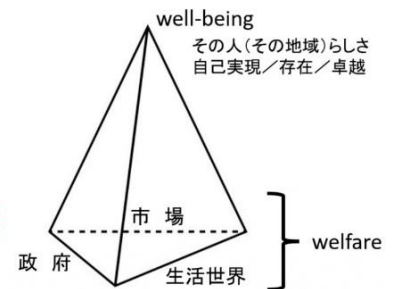 well-being
その人(その地域)らしさ
自己実現/存在/卓越
市 場
welfare
政 府
生活世界